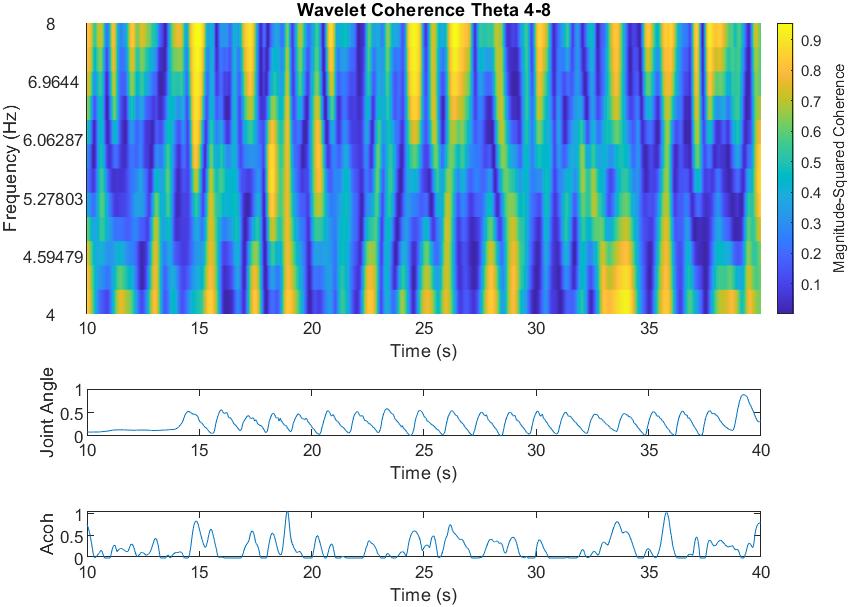 Wavelet Coherence Theta 4-8
8
6.9644
6.06287
5.27803
4.59479
4
Frequency (Hz)
10 15 20 25 30 35
Time (s)
0.9
0.8
0.7
0.6
0.5
0.4
0.3
0.2
0.1
Magnitude-Squared Coherence
Joint Angle
1
0.5
0
10 15 20 25 30 35 40
Time (s)
Acoh
1
0.5
0
10 15 20 25 30 35 40
Time (s)